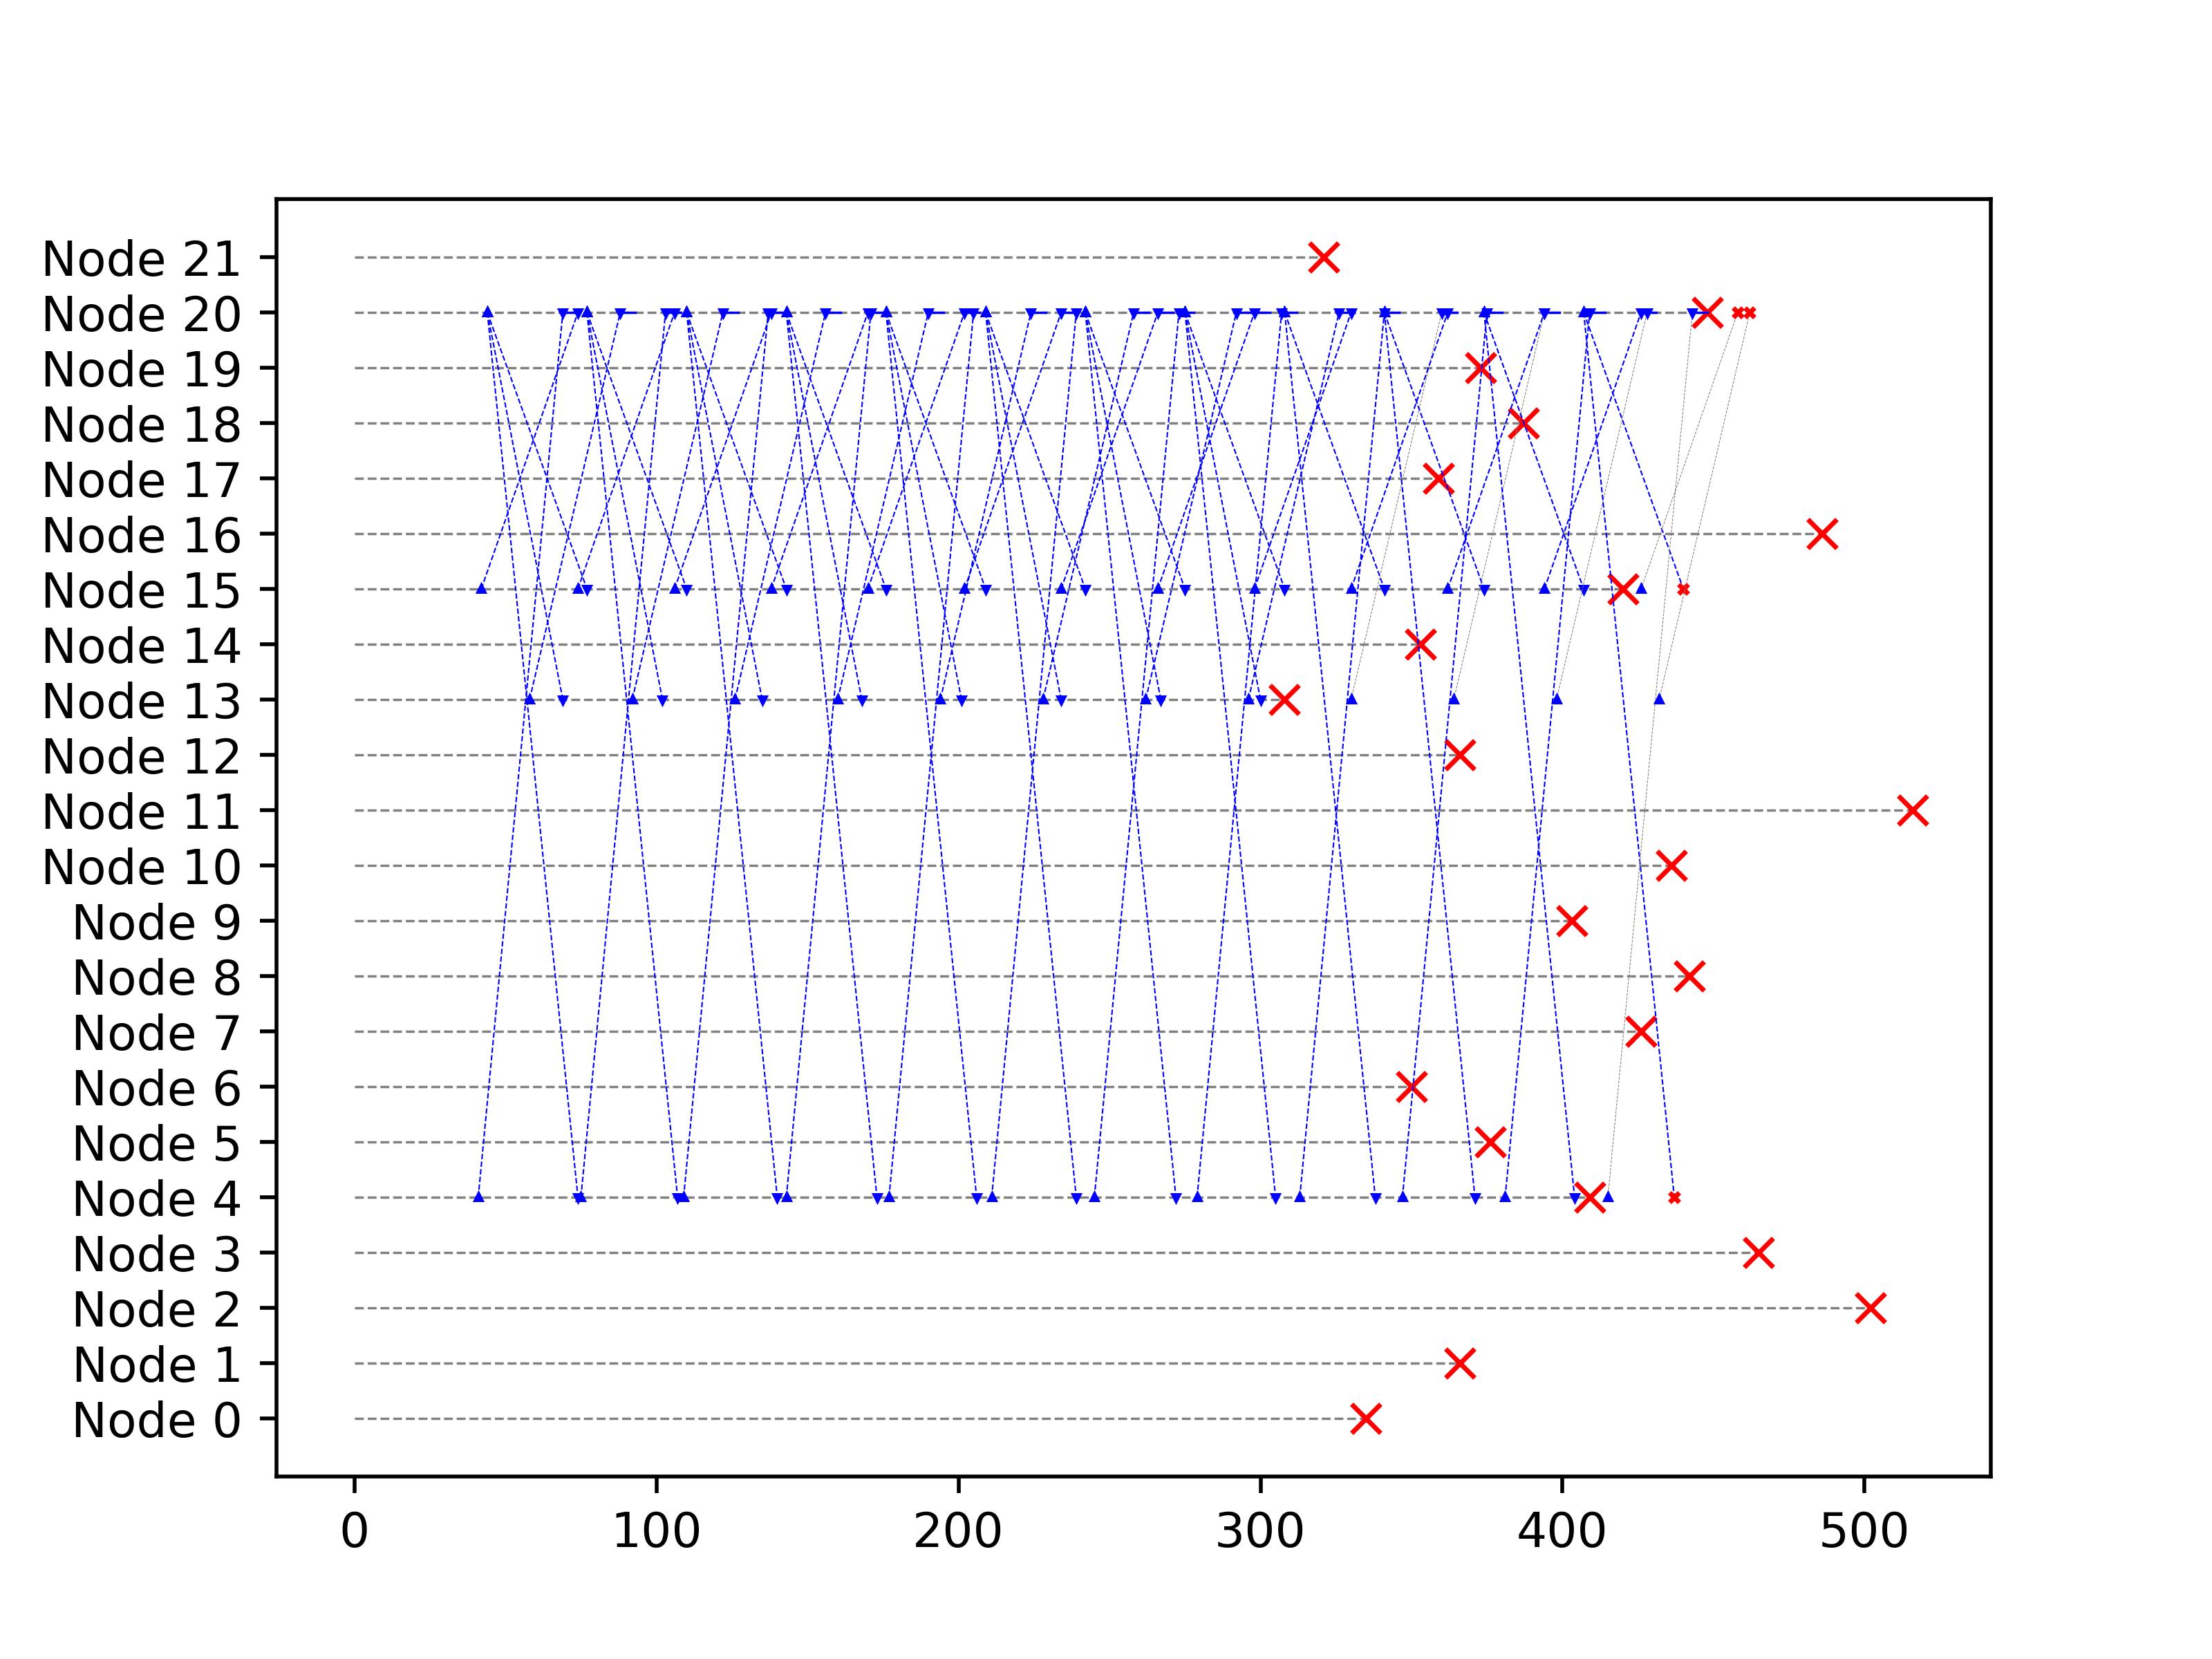 Node 21
Node 20
Node 19
Node 18
Node 17
Node 16
Node 15
Node 14
Node 13
Node 12
Node 11
Node 10
Node 9
Node 8
Node 7
Node 6
Node 5
Node 4
Node 3
Node 2
Node 1
Node 0
0 100 200 300 400 500